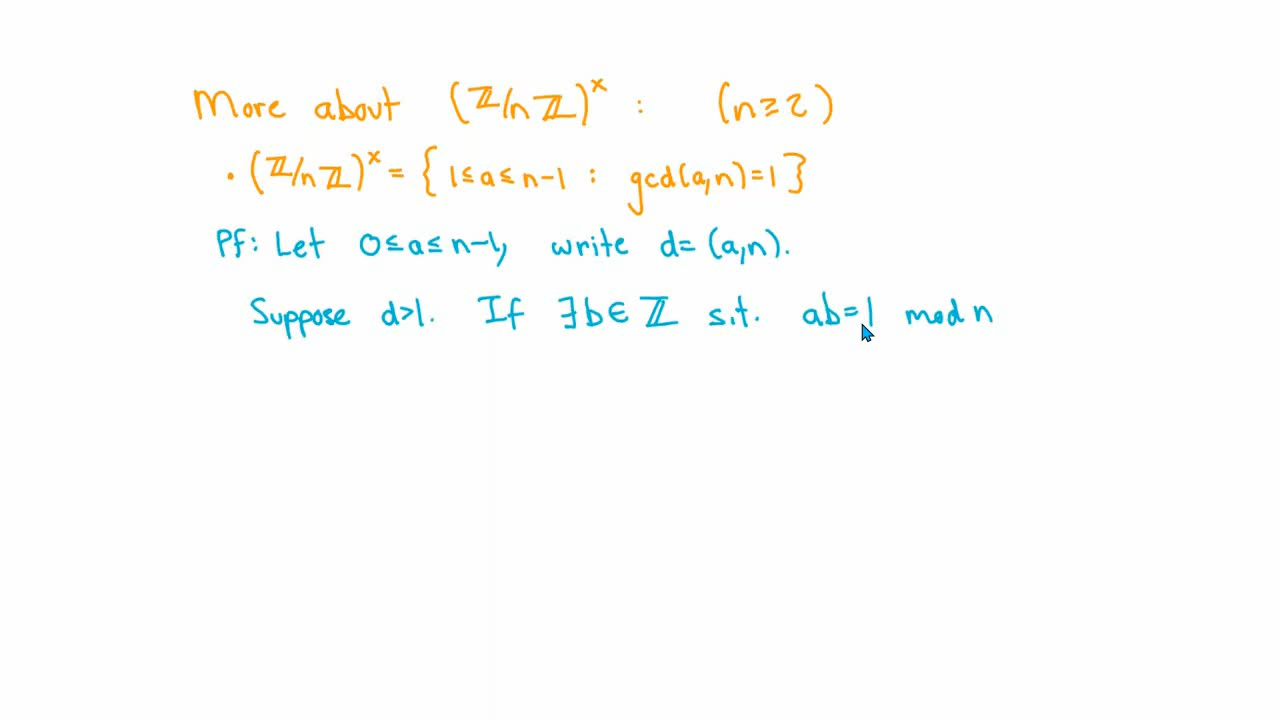 More about (ℤ/nℤ)^x : (n≥2)
• (ℤ/nℤ)^x = { 1≤a≤n-1 : gcd(a,n)=1 }
Pf: Let 0≤a≤n-1, write d=(a,n).
Suppose d>1. If ∃b∈ℤ s.t. ab=1 mod n